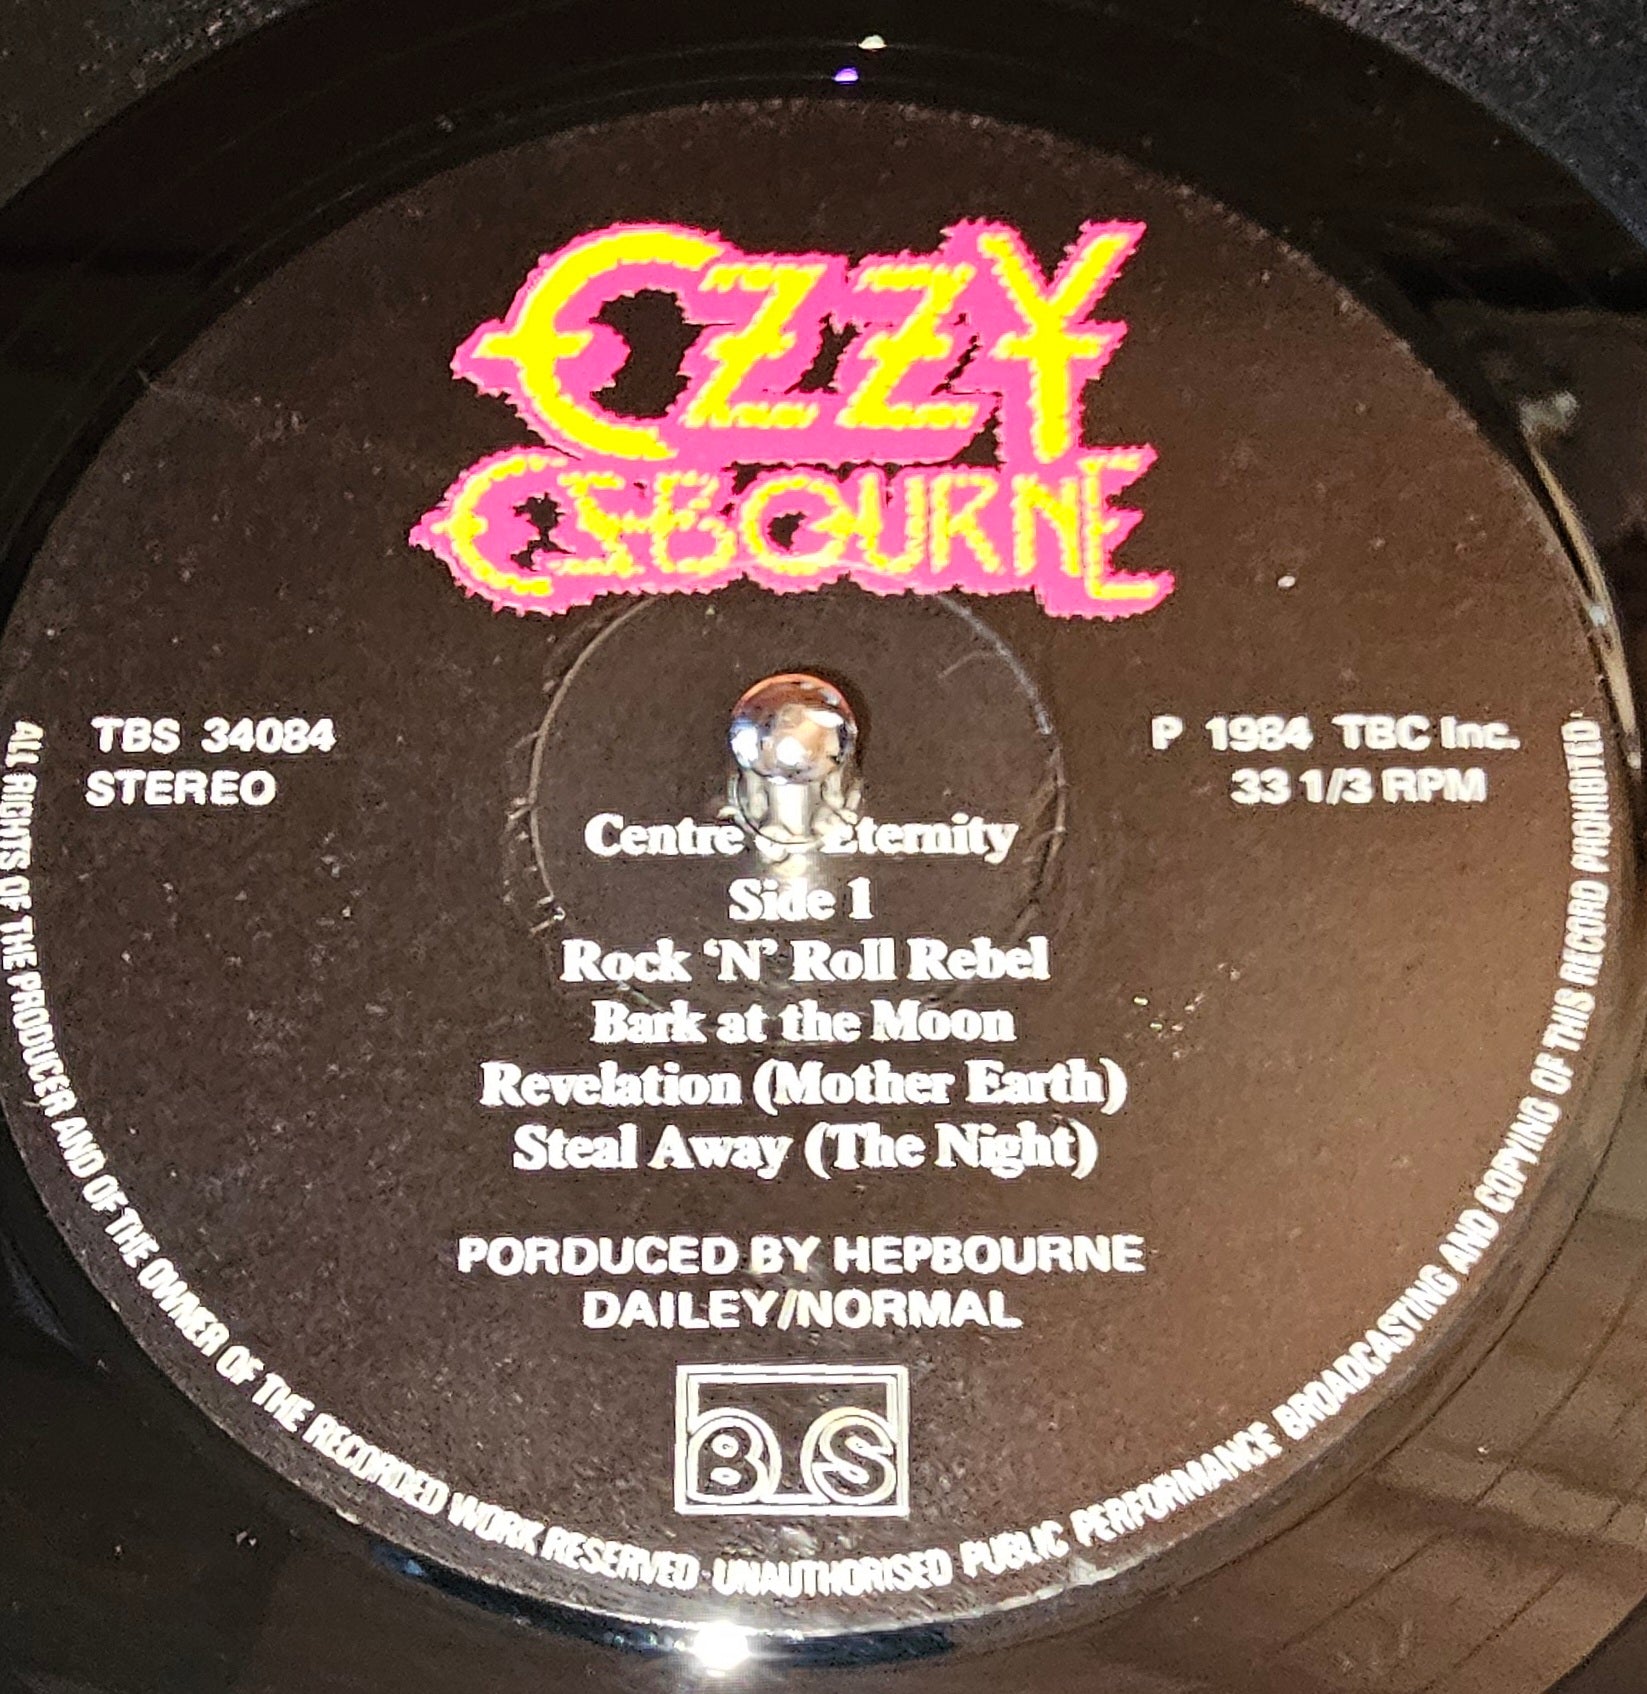 OZZY
OSBOURNE
TBS 34084
STEREO
P 1984 TBC Inc.
33 1/3 RPM
Centre Eternity
Side 1
Rock ‘N’ Roll Rebel
Bark at the Moon
Revelation (Mother Earth)
Steal Away (The Night)
PORDUCED BY HEPBOURNE
DAILEY/NORMAL
BS
ALL RIGHTS OF THE PRODUCER AND OF THE OWNER OF THE RECORDED WORK RESERVED · UNAUTHORISED PUBLIC PERFORMANCE BROADCASTING AND COPYING OF THIS RECORD PROHIBITED·